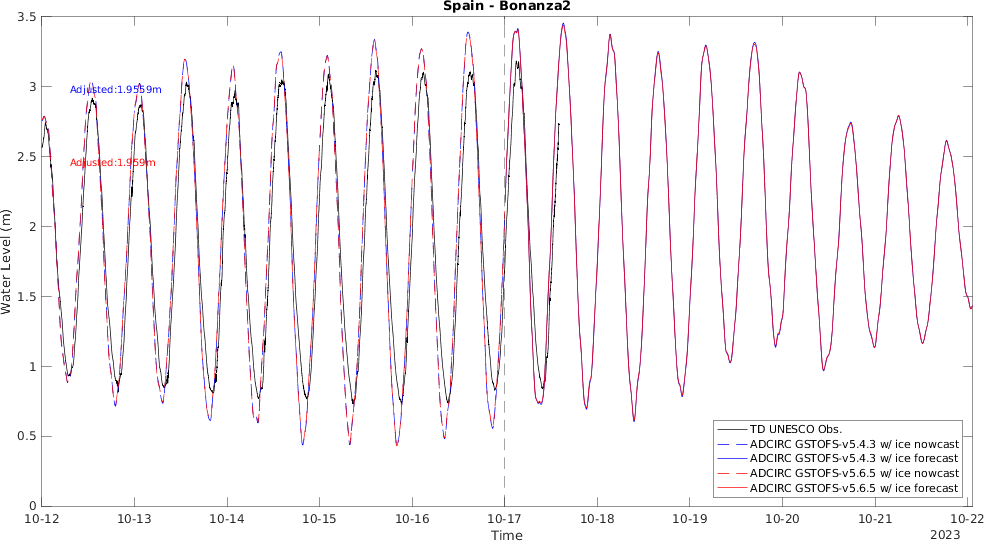 Spain - Bonanza2
3.5
3
2.5
2
1.5
1
0.5
0
Water Level (m)
Adjusted:1.9559m
Adjusted:1.959m
TD UNESCO Obs.
ADCIRC GSTOFS-v5.4.3 w/ ice nowcast
ADCIRC GSTOFS-v5.4.3 w/ ice forecast
ADCIRC GSTOFS-v5.6.5 w/ ice nowcast
ADCIRC GSTOFS-v5.6.5 w/ ice forecast
10-12 10-13 10-14 10-15 10-16 10-17 10-18 10-19 10-20 10-21 10-22
Time
2023